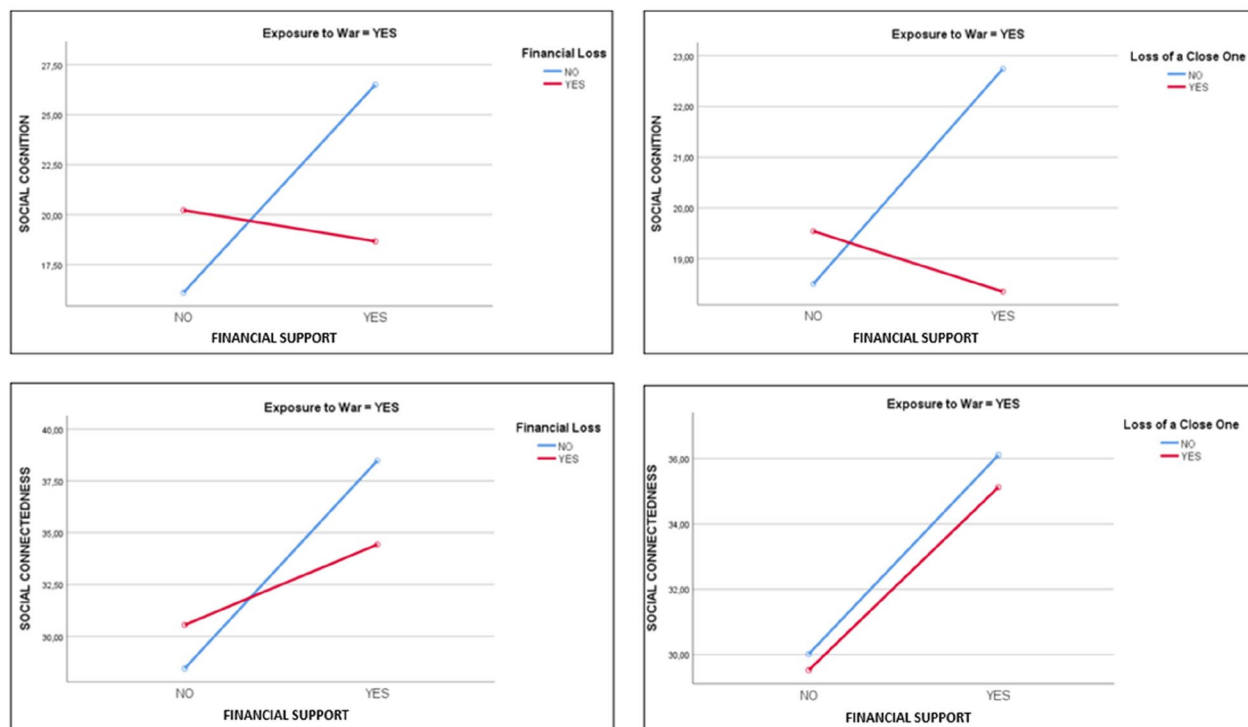 Exposure to War = YES
Financial Loss
NO
YES
SOCIAL COGNITION
27,50
25,00
22,50
20,00
17,50
NO YES
FINANCIAL SUPPORT
Exposure to War = YES
Loss of a Close One
NO
YES
SOCIAL COGNITION
23,00
22,00
21,00
20,00
19,00
NO YES
FINANCIAL SUPPORT
Exposure to War = YES
Financial Loss
NO
YES
SOCIAL CONNECTEDNESS
40,00
37,50
35,00
32,50
30,00
NO YES
FINANCIAL SUPPORT
Exposure to War = YES
Loss of a Close One
NO
YES
SOCIAL CONNECTEDNESS
36,00
34,00
32,00
30,00
NO YES
FINANCIAL SUPPORT